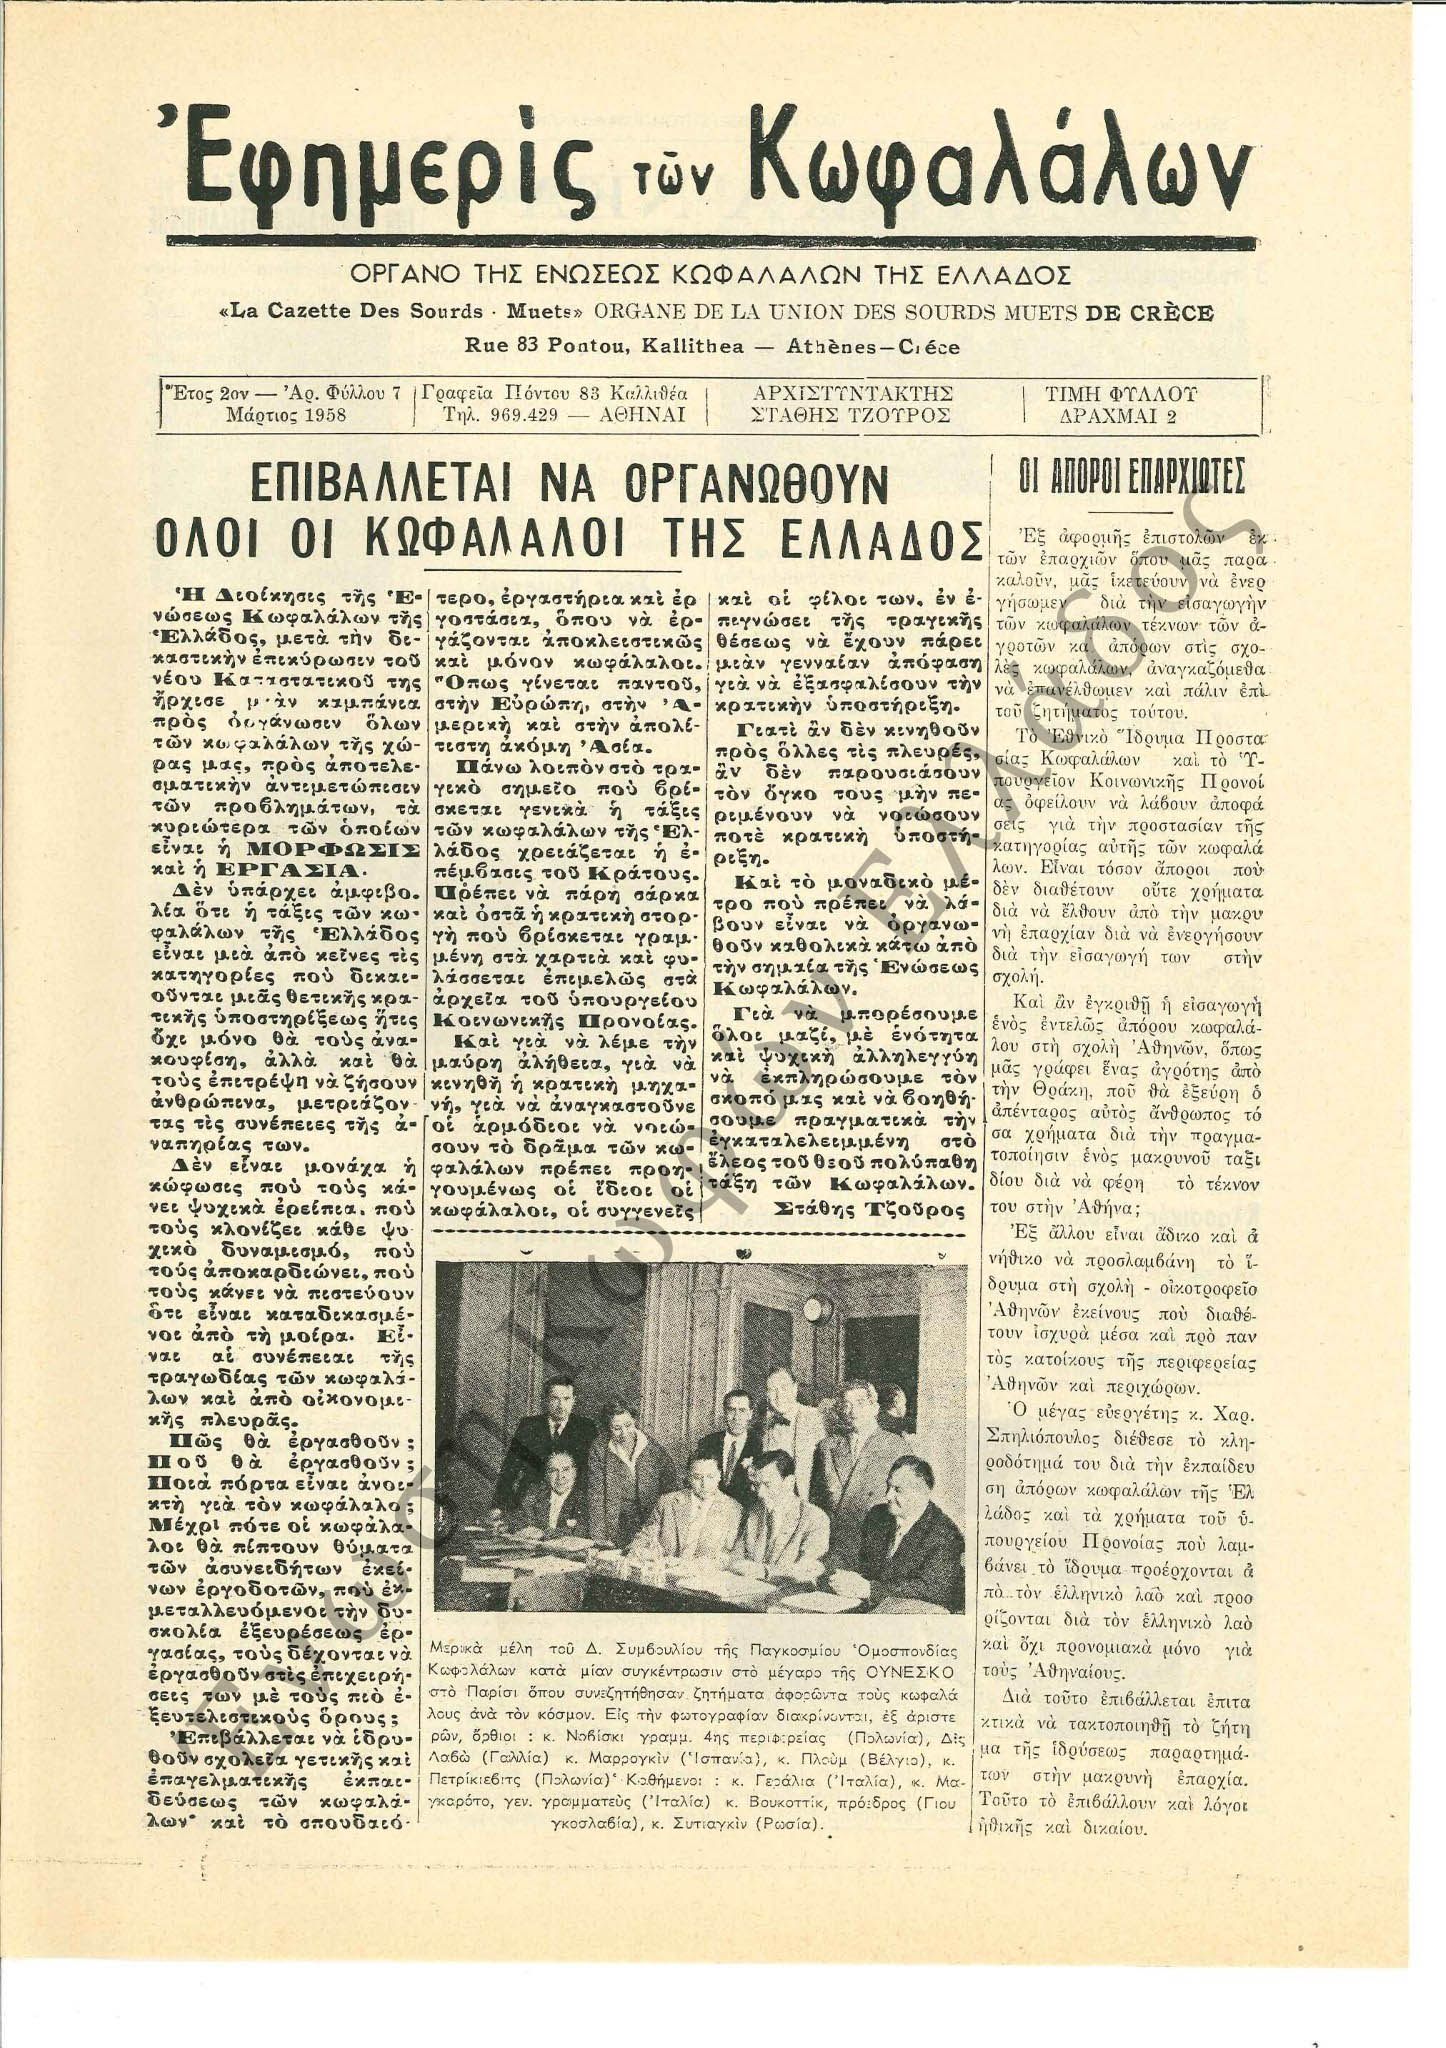 Ἐφημερὶς τῶν Κωφαλάλων
ΟΡΓΑΝΟ ΤΗΣ ΕΝΩΣΕΩΣ ΚΩΦΑΛΑΛΩΝ ΤΗΣ ΕΛΛΑΔΟΣ
«La Cazette Des Sourds - Muets» ORGANE DE LA UNION DES SOURDS MUETS DE CRÈCE
Rue 83 Pontou, Kallithea — Athènes—Créce
Ἔτος 2ον — Ἀρ. Φύλλου 7
Μάρτιος 1958
Γραφεῖα Πόντου 83 Καλλιθέα
Τηλ. 969.429 — ΑΘΗΝΑΙ
ΑΡΧΙΣΤΥΝΤΑΚΤΗΣ
ΣΤΑΘΗΣ ΤΖΟΥΡΟΣ
ΤΙΜΗ ΦΥΛΛΟΥ
ΔΡΑΧΜΑΙ 2
ΕΠΙΒΑΛΛΕΤΑΙ ΝΑ ΟΡΓΑΝΩΘΟΥΝ
ΟΛΟΙ ΟΙ ΚΩΦΑΛΑΛΟΙ ΤΗΣ ΕΛΛΑΔΟΣ
Ἡ Διοίκησις τῆς Ἑ-
νώσεως Κωφαλάλων τῆς
Ἑλλάδος, μετὰ τὴν δι-
καστικὴν ἐπικύρωσιν τοῦ
νέου Καταστατικοῦ της
ἤρχισε μιὰν καμπάνια
πρὸς ὀργάνωσιν ὅλων
τῶν κωφαλάλων τῆς χώ-
ρας μας, πρὸς ἀποτελε-
σματικὴν ἀντιμετώπισιν
τῶν προβλημάτων, τὰ
κυριώτερα τῶν ὁποίων
εἶναι ἡ ΜΟΡΦΩΣΙΣ
καὶ ἡ ΕΡΓΑΣΙΑ.
Δὲν ὑπάρχει ἀμφιβο.
λία ὅτι ἡ τάξις τῶν κω-
φαλάλων τῆς Ἑλλάδος
εἶναι μιὰ ἀπὸ κεῖνες τὶς
κατηγορίες ποὺ δικαι-
οῦνται μιᾶς θετικῆς κρα-
τικῆς ὑποστηρίξεως ἥτις
ὄχι μόνο θὰ τοὺς ἀνα-
κουφίση, ἀλλὰ καὶ θὰ
τοὺς ἐπιτρέψη νὰ ζήσουν
ἀνθρώπινα, μετριάζον-
τας τὶς συνέπειες τῆς ἀ-
ναπηρίας των.
Δὲν εἶναι μονάχα ἡ
κώφωσις ποὺ τοὺς κά-
νει ψυχικὰ ἐρείπια, ποὺ
τοὺς κλονίζει κάθε ψυ-
χικὸ δυναμισμό, ποὺ
τοὺς ἀποκαρδιώνει, ποὺ
τοὺς κάνει νὰ πιστεύουν
ὅτι εἶναι καταδικασμέ-
νοι ἀπὸ τὴ μοίρα. Εἶ-
ναι αἱ συνέπειαι τῆς
τραγωδίας τῶν κωφαλά-
λων καὶ ἀπὸ οἰκονομι-
κῆς πλευρᾶς.
Πῶς θὰ ἐργασθοῦν;
Ποῦ θὰ ἐργασθοῦν;
Ποιὰ πόρτα εἶναι ἀνοι-
κτὴ γιὰ τὸν κωφάλαλο;
Μέχρι πότε οἱ κωφάλα-
λοι θὰ πίπτουν θύματα
τῶν ἀσυνειδήτων ἐκεί-
νων ἐργοδοτῶν, ποὺ ἐκ-
μεταλλευόμενοι τὴν δυ-
σκολία ἐξευρέσεως ἐρ-
γασίας, τοὺς δέχονται νὰ
ἐργασθοῦν στὶς ἐπιχειρή-
σεις των μὲ τοὺς πιὸ ἐ-
ξευτελιστικοὺς ὅρους;
Ἐπιβάλλεται νὰ ἱδρυ-
θοῦν σχολεῖα γετικῆς καὶ
ἐπαγελματικῆς ἐκπαι-
δεύσεως τῶν κωφαλά-
λων· καὶ τὸ σπουδαιό-
τερο, ἐργαστήρια καὶ ἐρ
γοστάσια, ὅπου νὰ ἐρ-
γάζονται ἀποκλειστικῶς
καὶ μόνον κωφάλαλοι.
Ὅπως γίνεται παντοῦ,
στὴν Εὐρώπη, στὴν Ἀ-
μερικὴ καὶ στὴν ἀπολί-
τιστη ἀκόμη Ἀσία.
Πάνω λοιπὸν στὸ τρα-
γικὸ σημεῖο ποὺ βρί-
σκεται γενικὰ ἡ τάξις
τῶν κωφαλάλων τῆς Ἑλ-
λάδος χρειάζεται ἡ ἐ-
πέμβασις τοῦ Κράτους.
Πρέπει νὰ πάρη σάρκα
καὶ ὀστᾶ ἡ κρατικὴ στορ-
γὴ ποὺ βρίσκεται γραμ-
μένη στὰ χαρτιὰ καὶ φυ-
λάσσεται ἐπιμελῶς στὰ
ἀρχεῖα τοῦ ὑπουργείου
Κοινωνικῆς Προνοίας.
Καὶ γιὰ νὰ λέμε τὴν
μαύρη ἀλήθεια, γιὰ νὰ
κινηθῆ ἡ κρατικὴ μηχα-
νή, γιὰ νὰ ἀναγκαστοῦνε
οἱ ἁρμόδιοι νὰ νοιώ-
σουν τὸ δρᾶμα τῶν κω-
φαλάλων πρέπει προη-
γουμένως οἱ ἴδιοι οἱ
κωφάλαλοι, οἱ συγγενεῖς
καὶ οἱ φίλοι των, ἐν ἐ-
πιγνώσει τῆς τραγικῆς
θέσεως νὰ ἔχουν πάρει
μιὰν γενναίαν ἀπόφαση
γιὰ νὰ ἐξασφαλίσουν τὴν
κρατικὴν ὑποστήριξη.
Γιατὶ ἂν δὲν κινηθοῦν
πρὸς ὅλλες τὶς πλευρές,
ἂν δὲν παρουσιάσουν
τὸν ὄγκο τους μὴν πε-
ριμένουν νὰ νοιώσουν
ποτὲ κρατικὴ ὑποστή-
ριξη.
Καὶ τὸ μοναδικὸ μέ-
τρο ποὺ πρέπει νὰ λά-
βουν εἶναι νὰ ὀργανω-
θοῦν καθολικὰ κάτω ἀπὸ
τὴν σημαία τῆς Ἑνώσεως
Κωφαλάλων.
Γιὰ νὰ μπορέσουμε
ὅλοι μαζί, μὲ ἑνότητα
καὶ ψυχικὴ ἀλληλεγγύη
νὰ ἐκπληρώσουμε τὸν
σκοπό μας καὶ νὰ βοηθή-
σουμε πραγματικὰ τὴν
ἐγκαταλελειμμένη στὸ
ἔλεος τοῦ θεοῦ πολύπαθη
τάξη τῶν Κωφαλάλων.
Στάθης Τζοῦρος
Μερικὰ μέλη τοῦ Δ. Συμβουλίου τῆς Παγκοσμίου Ὁμοσπονδίας
Κωφαλάλων κατὰ μίαν συγκέντρωσιν στὸ μέγαρο τῆς ΟΥΝΕΣΚΟ
στὸ Παρίσι ὅπου συνεζητήθησαν ζητήματα ἀφορῶντα τοὺς κωφαλά
λους ἀνὰ τὸν κόσμον. Εἰς τὴν φωτογραφίαν διακρίνονται, ἐξ ἀριστε
ρῶν, ὄρθιοι : κ. Νοβίσκι γραμμ. 4ης περιφερείας (Πολωνία), Δὶς
Λαβὼ (Γαλλία) κ. Μαρρογκὶν (Ἱσπανία), κ. Πλοὺμ (Βέλγιο), κ.
Πετρίκιεβιτς (Πολωνία)· Καθήμενοι : κ. Γεράλια (Ἰταλία), κ. Μα-
γκαρότο, γεν. γραμματεὺς (Ἰταλία) κ. Βουκοττίκ, πρόεδρος (Γιου
γκοσλαβία), κ. Συτιαγκὶν (Ρωσία).
ΟΙ ΑΠΟΡΟΙ ΕΠΑΡΧΙΩΤΕΣ
Ἐξ ἀφορμῆς ἐπιστολῶν ἐκ
τῶν ἐπαρχιῶν ὅπου μᾶς παρα
καλοῦν, μᾶς ἱκετεύουν νὰ ἐνερ
γήσωμεν διὰ τὴν εἰσαγωγὴν
τῶν κωφαλάλων τέκνων τῶν ἀ-
γροτῶν κα ἀπόρων στὶς σχο-
λὲς κωφαλάλων, ἀναγκαζόμεθα
νὰ ἐπανέλθωμεν καὶ πάλιν ἐπὶ
τοῦ ζητήματος τούτου.
Τὸ Ἐθνικὸ Ἵδρυμα Προστα
σίας Κωφαλάλων καὶ τὸ Ὑ-
πουργεῖον Κοινωνικῆς Προνοί
ας ὀφείλουν νὰ λάβουν ἀποφά
σεις γιὰ τὴν προστασίαν τῆς
κατηγορίας αὐτῆς τῶν κωφαλά
λων. Εἶναι τόσον ἄποροι ποὺ
δὲν διαθέτουν οὔτε χρήματα
διὰ νὰ ἔλθουν ἀπὸ τὴν μακρυ
νὴ ἐπαρχίαν διὰ νὰ ἐνεργήσουν
διὰ τὴν εἰσαγωγή των στὴν
σχολή.
Καὶ ἂν ἐγκριθῆ ἡ εἰσαγωγὴ
ἑνὸς ἐντελῶς ἀπόρου κωφαλά-
λου στὴ σχολὴ Ἀθηνῶν, ὅπως
μᾶς γράφει ἕνας ἀγρότης ἀπὸ
τὴν Θράκη, ποῦ θὰ ἐξεύρη ὁ
ἀπένταρος αὐτὸς ἄνθρωπος τό
σα χρήματα διὰ τὴν πραγμα-
τοποίησιν ἑνὸς μακρυνοῦ ταξι
δίου διὰ νὰ φέρη τὸ τέκνον
του στὴν Ἀθήνα;
Ἐξ ἄλλου εἶναι ἄδικο καὶ ἀ
νήθικο νὰ προσλαμβάνη τὸ ἵ-
δρυμα στὴ σχολὴ - οἰκοτροφεῖο
Ἀθηνῶν ἐκείνους ποὺ διαθέ-
τουν ἰσχυρὰ μέσα καὶ πρὸ παν
τὸς κατοίκους τῆς περιφερείας
Ἀθηνῶν καὶ περιχώρων.
Ὁ μέγας εὐεργέτης κ. Χαρ.
Σπηλιόπουλος διέθεσε τὸ κλη-
ροδότημά του διὰ τὴν ἐκπαίδευ
ση ἀπόρων κωφαλάλων τῆς Ἑλ
λάδος καὶ τὰ χρήματα τοῦ ὑ-
πουργείου Προνοίας ποὺ λαμ-
βάνει τὸ ἵδρυμα προέρχονται ἀ
πὸ τὸν ἑλληνικὸ λαὸ καὶ προο
ρίζονται διὰ τὸν ἑλληνικὸ λαὸ
καὶ ὄχι προνομιακὰ μόνο γιὰ
τοὺς Ἀθηναίους.
Διὰ τοῦτο ἐπιβάλλεται ἐπιτα
κτικὰ νὰ τακτοποιηθῆ τὸ ζήτη
μα τῆς ἱδρύσεως παραρτημά-
των στὴν μακρυνὴ ἐπαρχία.
Τοῦτο τὸ ἐπιβάλλουν καὶ λόγοι
ἠθικῆς καὶ δικαίου.
Ένωση Κωφών Ελλάδος